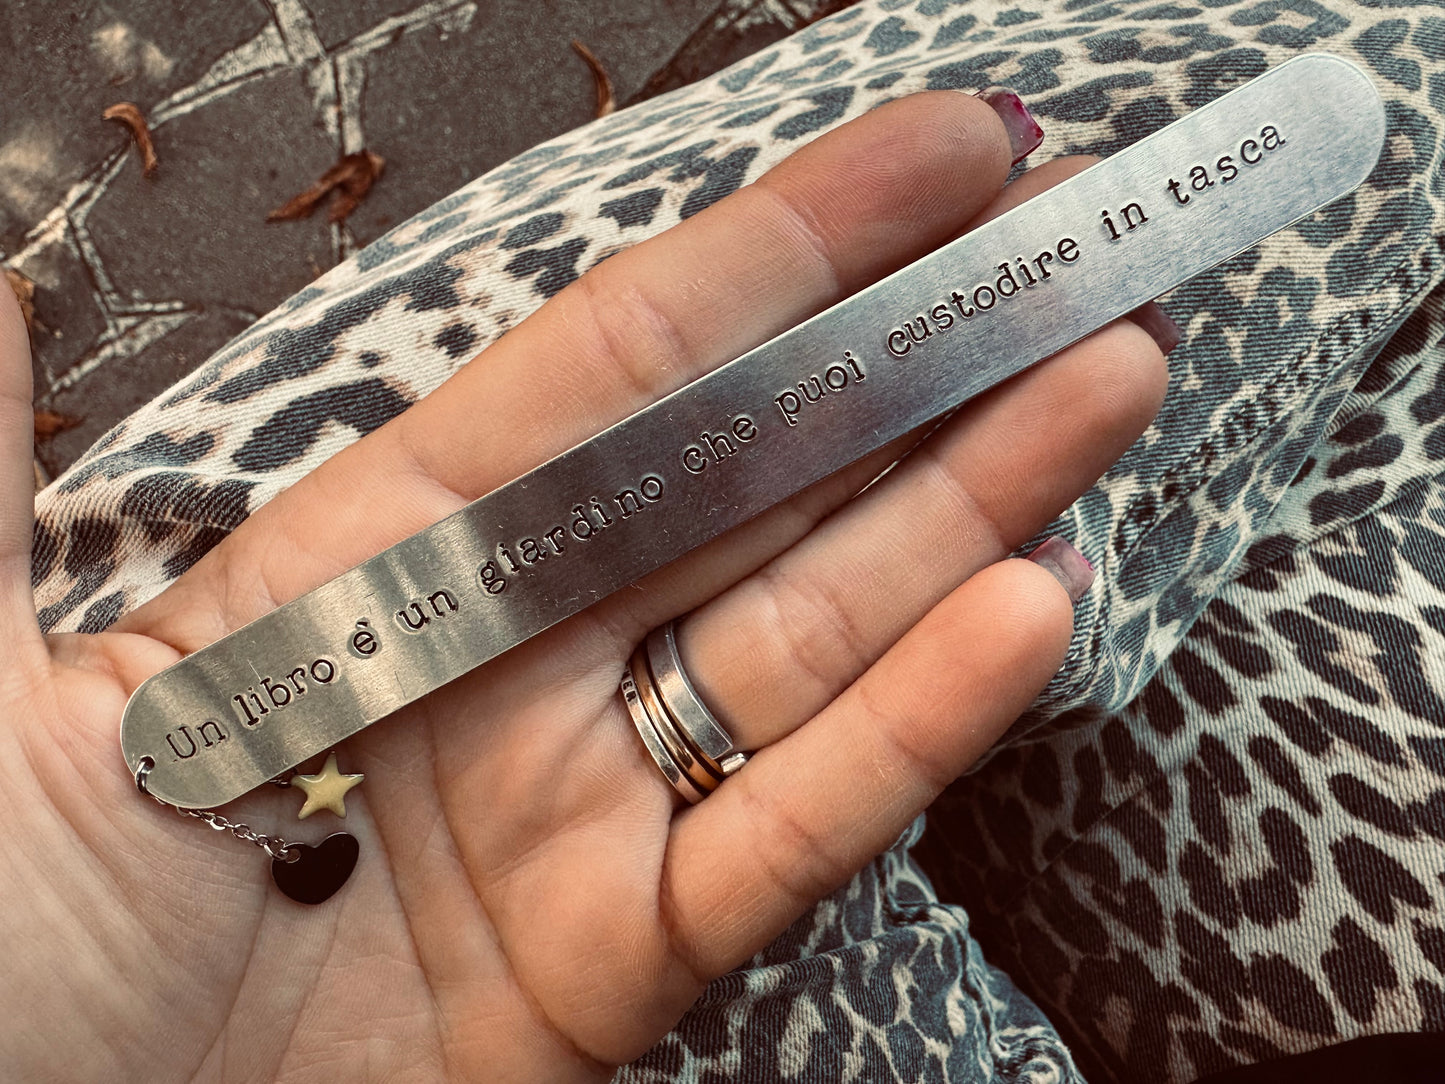 Un libro è un giardino che puoi custodire in tasca